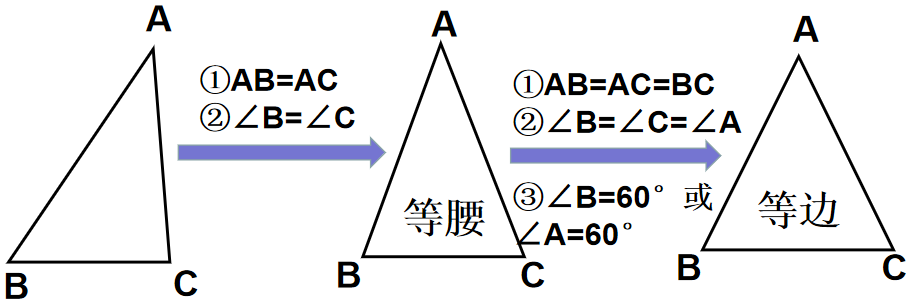 A
B
C
①AB=AC
②∠B=∠C
A
B
C
等腰
①AB=AC=BC
②∠B=∠C=∠A
③∠B=60° 或
∠A=60°
A
B
C
等边